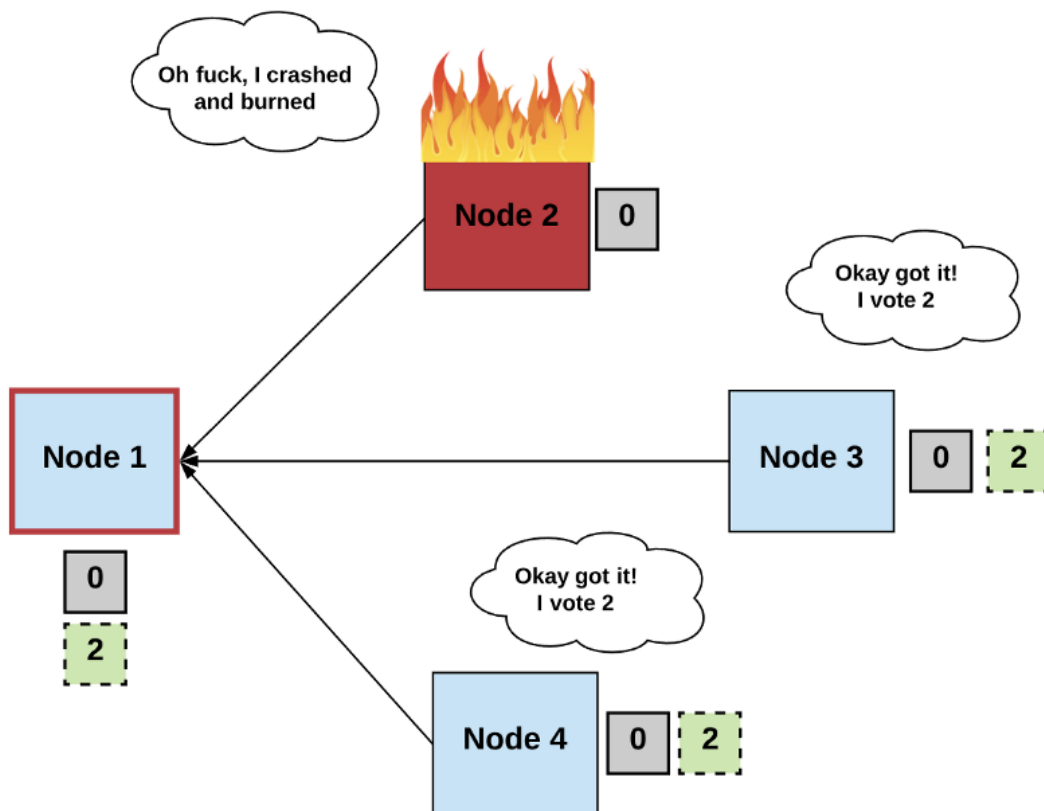 Oh fuck, I crashed
and burned
Node 2
0
Okay got it!
I vote 2
Node 1
Node 3
0
2
0
2
Okay got it!
I vote 2
Node 4
0
2